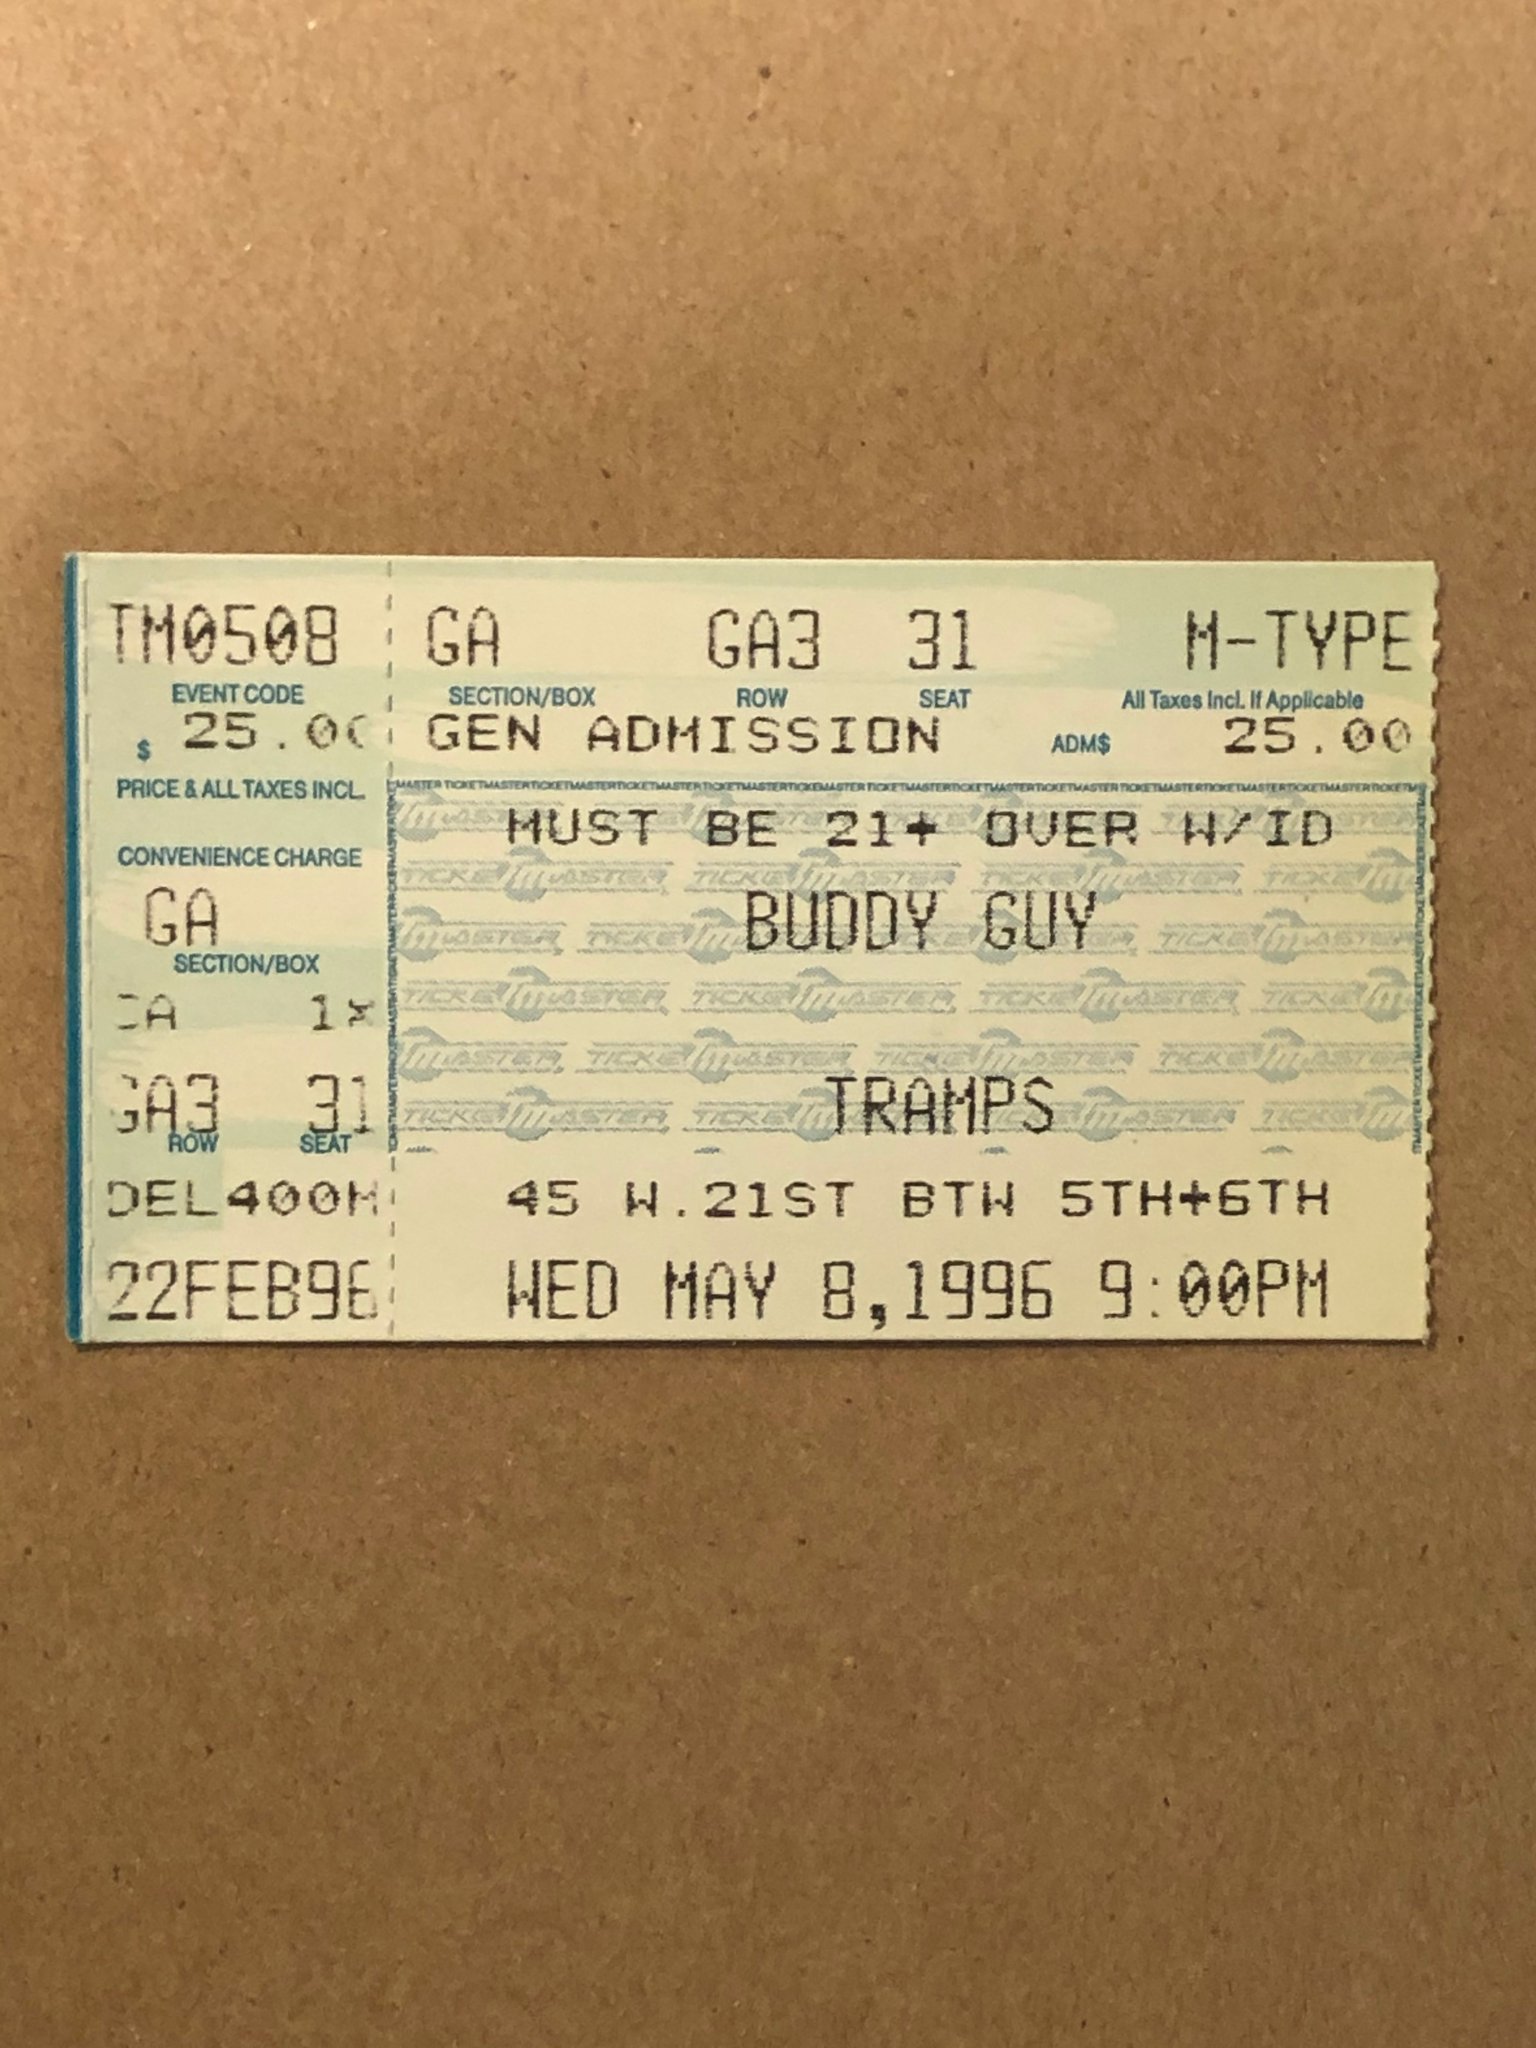 TM0508 GA GA3 31 M-TYPE
EVENT CODE SECTION/BOX ROW SEAT All Taxes Incl. If Applicable
$ 25.00 GEN ADMISSION ADM$ 25.00
PRICE & ALL TAXES INCL.
MUST BE 21+ OVER W/ID
CONVENIENCE CHARGE
GA BUDDY GUY
SECTION/BOX
CA 1X
GA3 31 TRAMPS
ROW SEAT
DEL400M 45 W.21ST BTW 5TH+6TH
22FEB96 WED MAY 8,1996 9:00PM